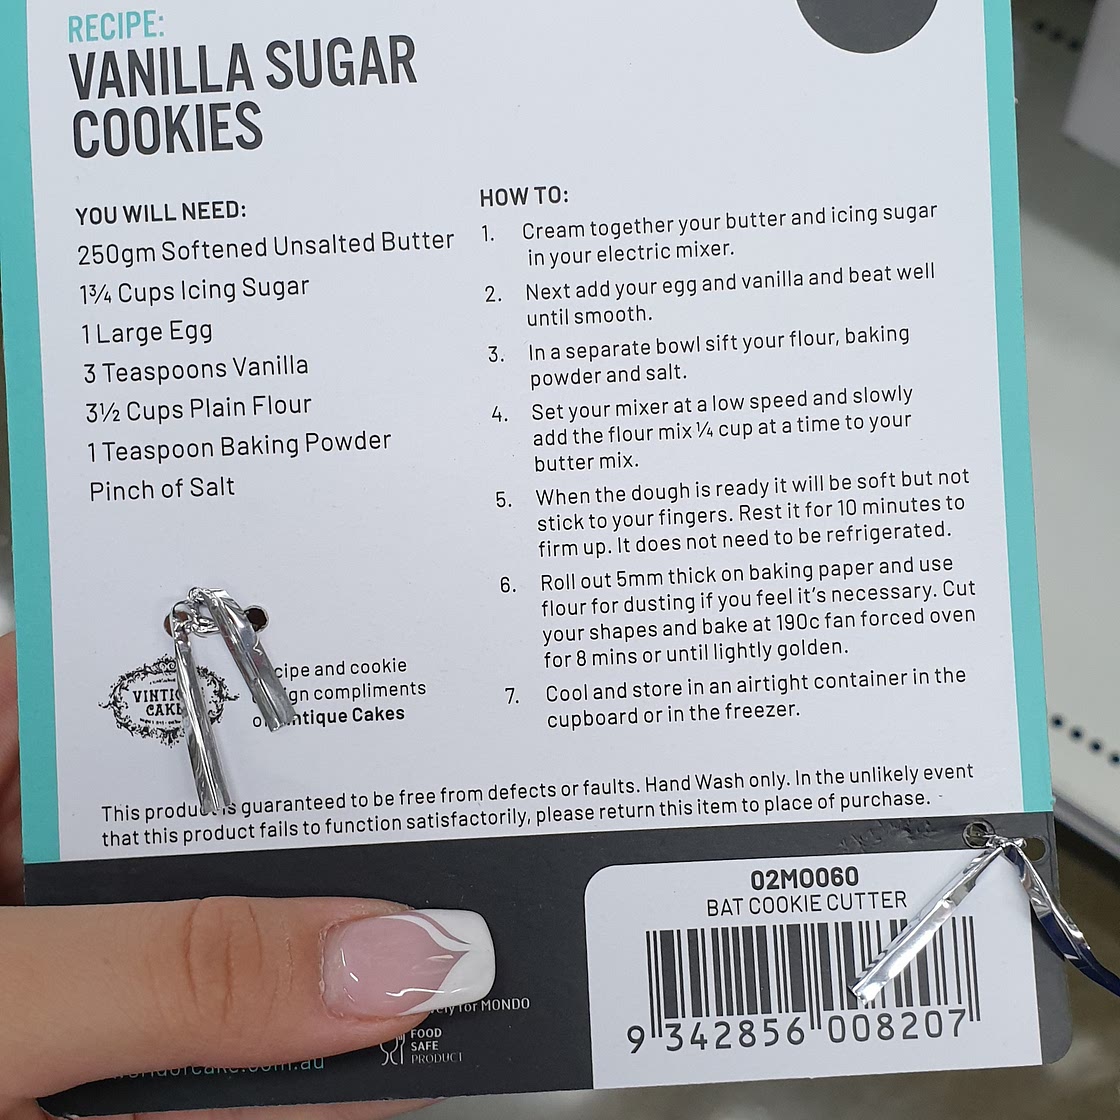 RECIPE:
VANILLA SUGAR
COOKIES
YOU WILL NEED:
250gm Softened Unsalted Butter
1¾ Cups Icing Sugar
1 Large Egg
3 Teaspoons Vanilla
3½ Cups Plain Flour
1 Teaspoon Baking Powder
Pinch of Salt
HOW TO:
1. Cream together your butter and icing sugar
in your electric mixer.
2. Next add your egg and vanilla and beat well
until smooth.
3. In a separate bowl sift your flour, baking
powder and salt.
4. Set your mixer at a low speed and slowly
add the flour mix ¼ cup at a time to your
butter mix.
5. When the dough is ready it will be soft but not
stick to your fingers. Rest it for 10 minutes to
firm up. It does not need to be refrigerated.
6. Roll out 5mm thick on baking paper and use
flour for dusting if you feel it's necessary. Cut
your shapes and bake at 190c fan forced oven
for 8 mins or until lightly golden.
7. Cool and store in an airtight container in the
cupboard or in the freezer.
and cookie
compliments
Cakes
This product is guaranteed to be free from defects or faults. Hand Wash only. In the unlikely event
that this product fails to function satisfactorily, please return this item to place of purchase.
02MO060
BAT COOKIE CUTTER
9 342856 008207
for MONDO
FOOD
SAFE
PRODUCT